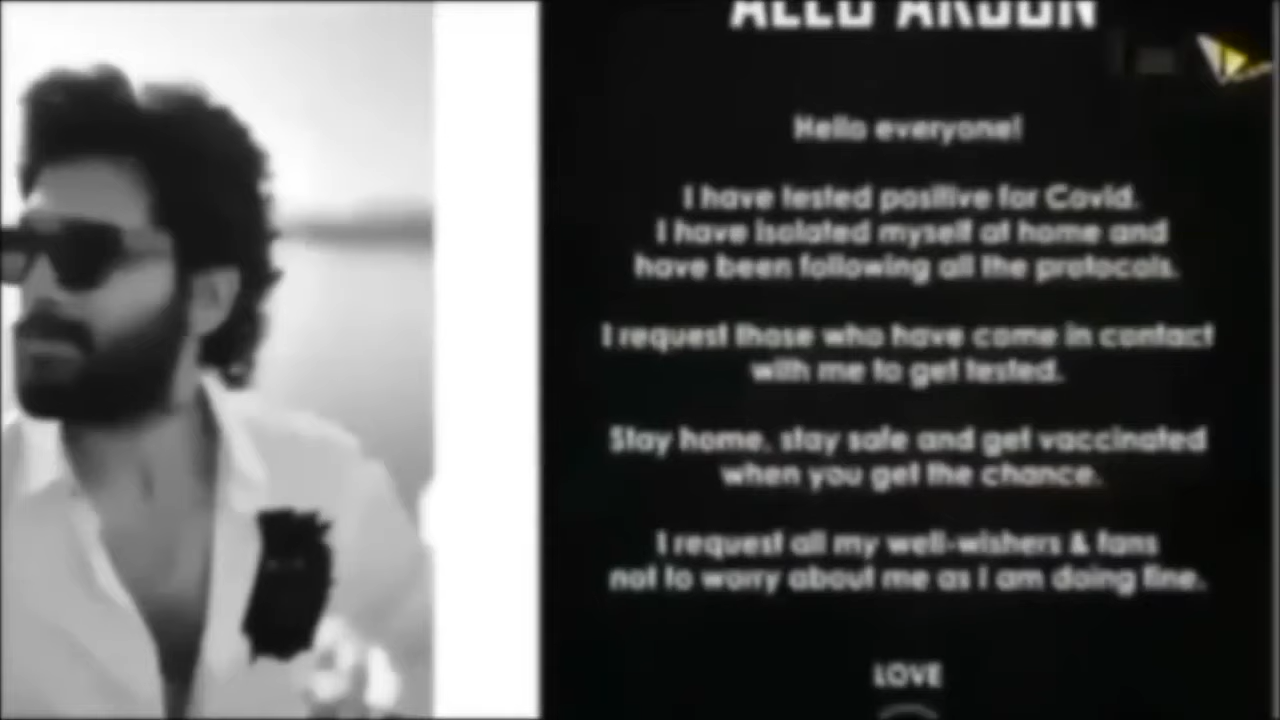 ALLU ARJUN
Hello everyone!
I have tested positive for Covid.
I have isolated myself at home and
have been following all the protocols.
I request those who have come in contact
with me to get tested.
Stay home, stay safe and get vaccinated
when you get the chance.
I request all my well-wishers & fans
not to worry about me as I am doing fine.
LOVE